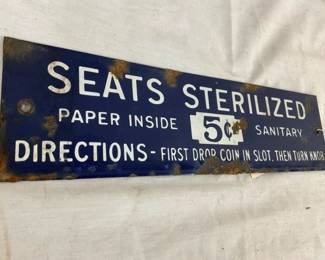 SEATS STERILIZED
PAPER INSIDE 5¢ SANITARY
DIRECTIONS - FIRST DROP COIN IN SLOT, THEN TURN KNOB